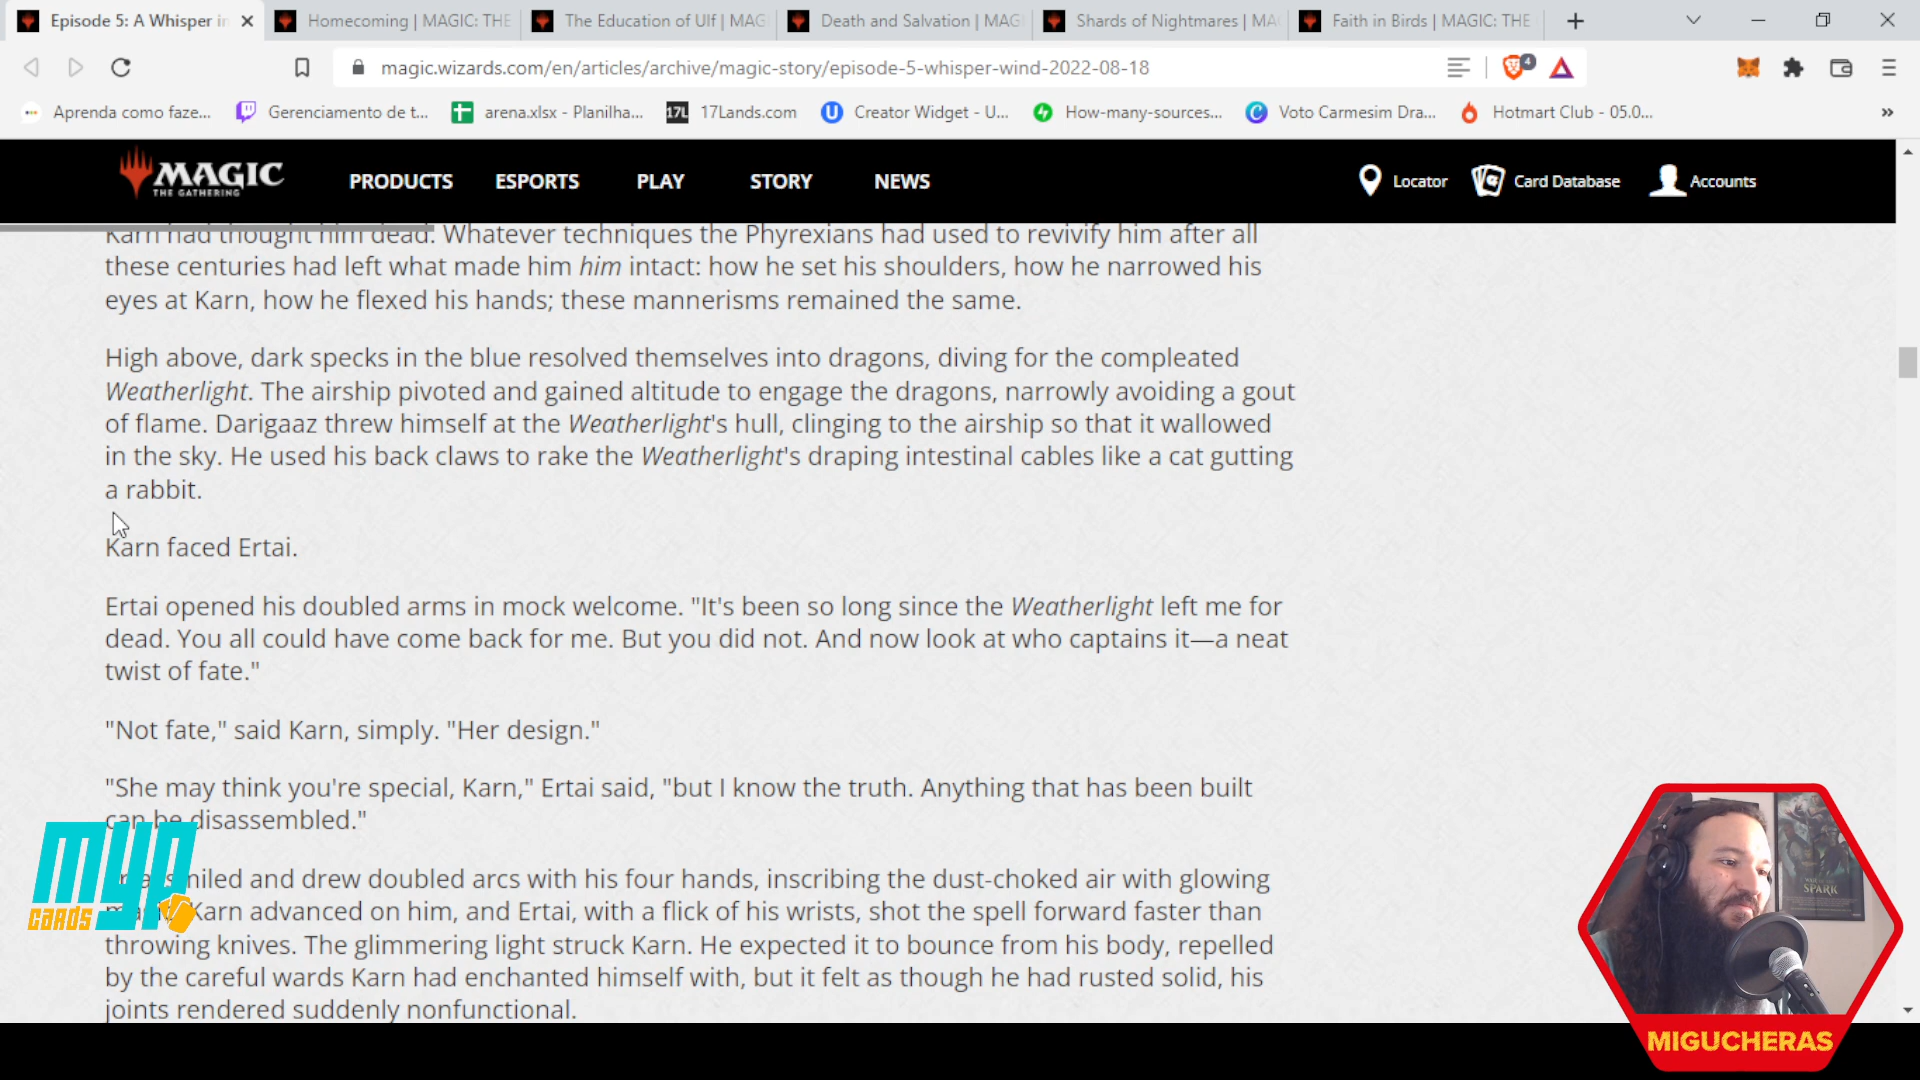 Episode 5: A Whisper in
Homecoming | MAGIC: THE
The Education of Ulf | MAG
Death and Salvation | MAG
Shards of Nightmares | MA
Faith in Birds | MAGIC: THE
magic.wizards.com/en/articles/archive/magic-story/episode-5-whisper-wind-2022-08-18
4
Aprenda como faze...
Gerenciamento de t...
arena.xlsx - Planilha...
17L
17Lands.com
U
Creator Widget - U...
How-many-sources...
C
Voto Carmesim Dra...
Hotmart Club - 05.0...
»
MAGIC
THE GATHERING
PRODUCTS
ESPORTS
PLAY
STORY
NEWS
Locator
Card Database
Accounts
Karn had thought him dead. Whatever techniques the Phyrexians had used to revivify him after all
these centuries had left what made him him intact: how he set his shoulders, how he narrowed his
eyes at Karn, how he flexed his hands; these mannerisms remained the same.
High above, dark specks in the blue resolved themselves into dragons, diving for the compleated
Weatherlight. The airship pivoted and gained altitude to engage the dragons, narrowly avoiding a gout
of flame. Darigaaz threw himself at the Weatherlight's hull, clinging to the airship so that it wallowed
in the sky. He used his back claws to rake the Weatherlight's draping intestinal cables like a cat gutting
a rabbit.
Karn faced Ertai.
Ertai opened his doubled arms in mock welcome. "It's been so long since the Weatherlight left me for
dead. You all could have come back for me. But you did not. And now look at who captains it—a neat
twist of fate."
"Not fate," said Karn, simply. "Her design."
"She may think you're special, Karn," Ertai said, "but I know the truth. Anything that has been built
can be disassembled."
smiled and drew doubled arcs with his four hands, inscribing the dust-choked air with glowing
Karn advanced on him, and Ertai, with a flick of his wrists, shot the spell forward faster than
throwing knives. The glimmering light struck Karn. He expected it to bounce from his body, repelled
by the careful wards Karn had enchanted himself with, but it felt as though he had rusted solid, his
joints rendered suddenly nonfunctional.
myp
cards
SPARK
MIGUCHERAS